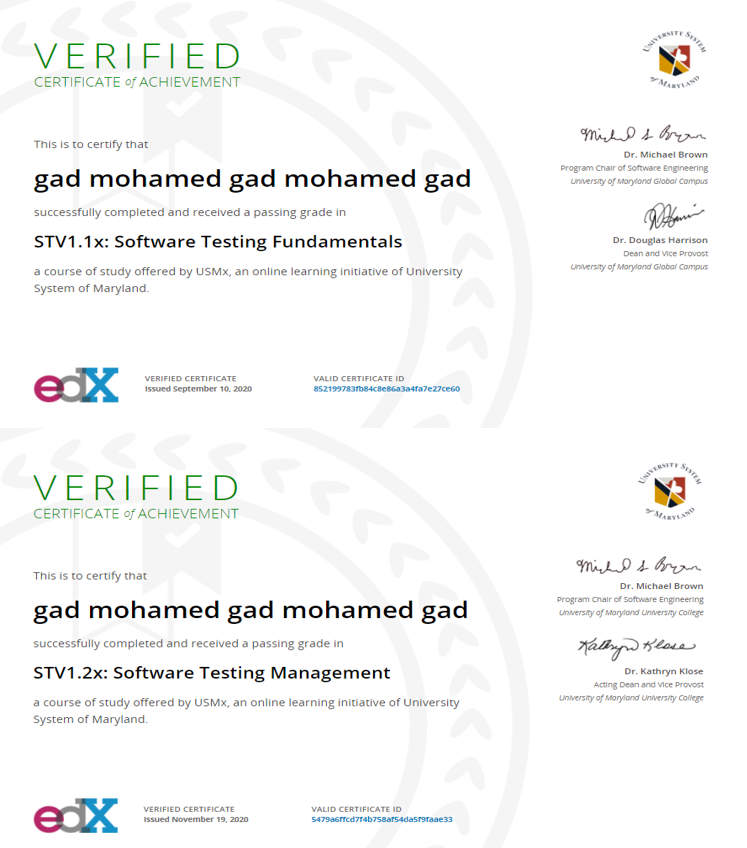 VERIFIED
CERTIFICATE of ACHIEVEMENT
UNIVERSITY SYSTEM
of MARYLAND
This is to certify that
gad mohamed gad mohamed gad
successfully completed and received a passing grade in
STV1.1x: Software Testing Fundamentals
a course of study offered by USMx, an online learning initiative of University
System of Maryland.
Dr. Michael Brown
Program Chair of Software Engineering
University of Maryland Global Campus
Dr. Douglas Harrison
Dean and Vice Provost
University of Maryland Global Campus
edX
VERIFIED CERTIFICATE
Issued September 10, 2020
VALID CERTIFICATE ID
852199783fb84c8e86a3a4fa7e27ce60
VERIFIED
CERTIFICATE of ACHIEVEMENT
UNIVERSITY SYSTEM
of MARYLAND
This is to certify that
gad mohamed gad mohamed gad
successfully completed and received a passing grade in
STV1.2x: Software Testing Management
a course of study offered by USMx, an online learning initiative of University
System of Maryland.
Dr. Michael Brown
Program Chair of Software Engineering
University of Maryland University College
Kathryn Klose
Dr. Kathryn Klose
Acting Dean and Vice Provost
University of Maryland University College
edX
VERIFIED CERTIFICATE
Issued November 19, 2020
VALID CERTIFICATE ID
5479a6ffcd7f4b758af54da5f9faae33